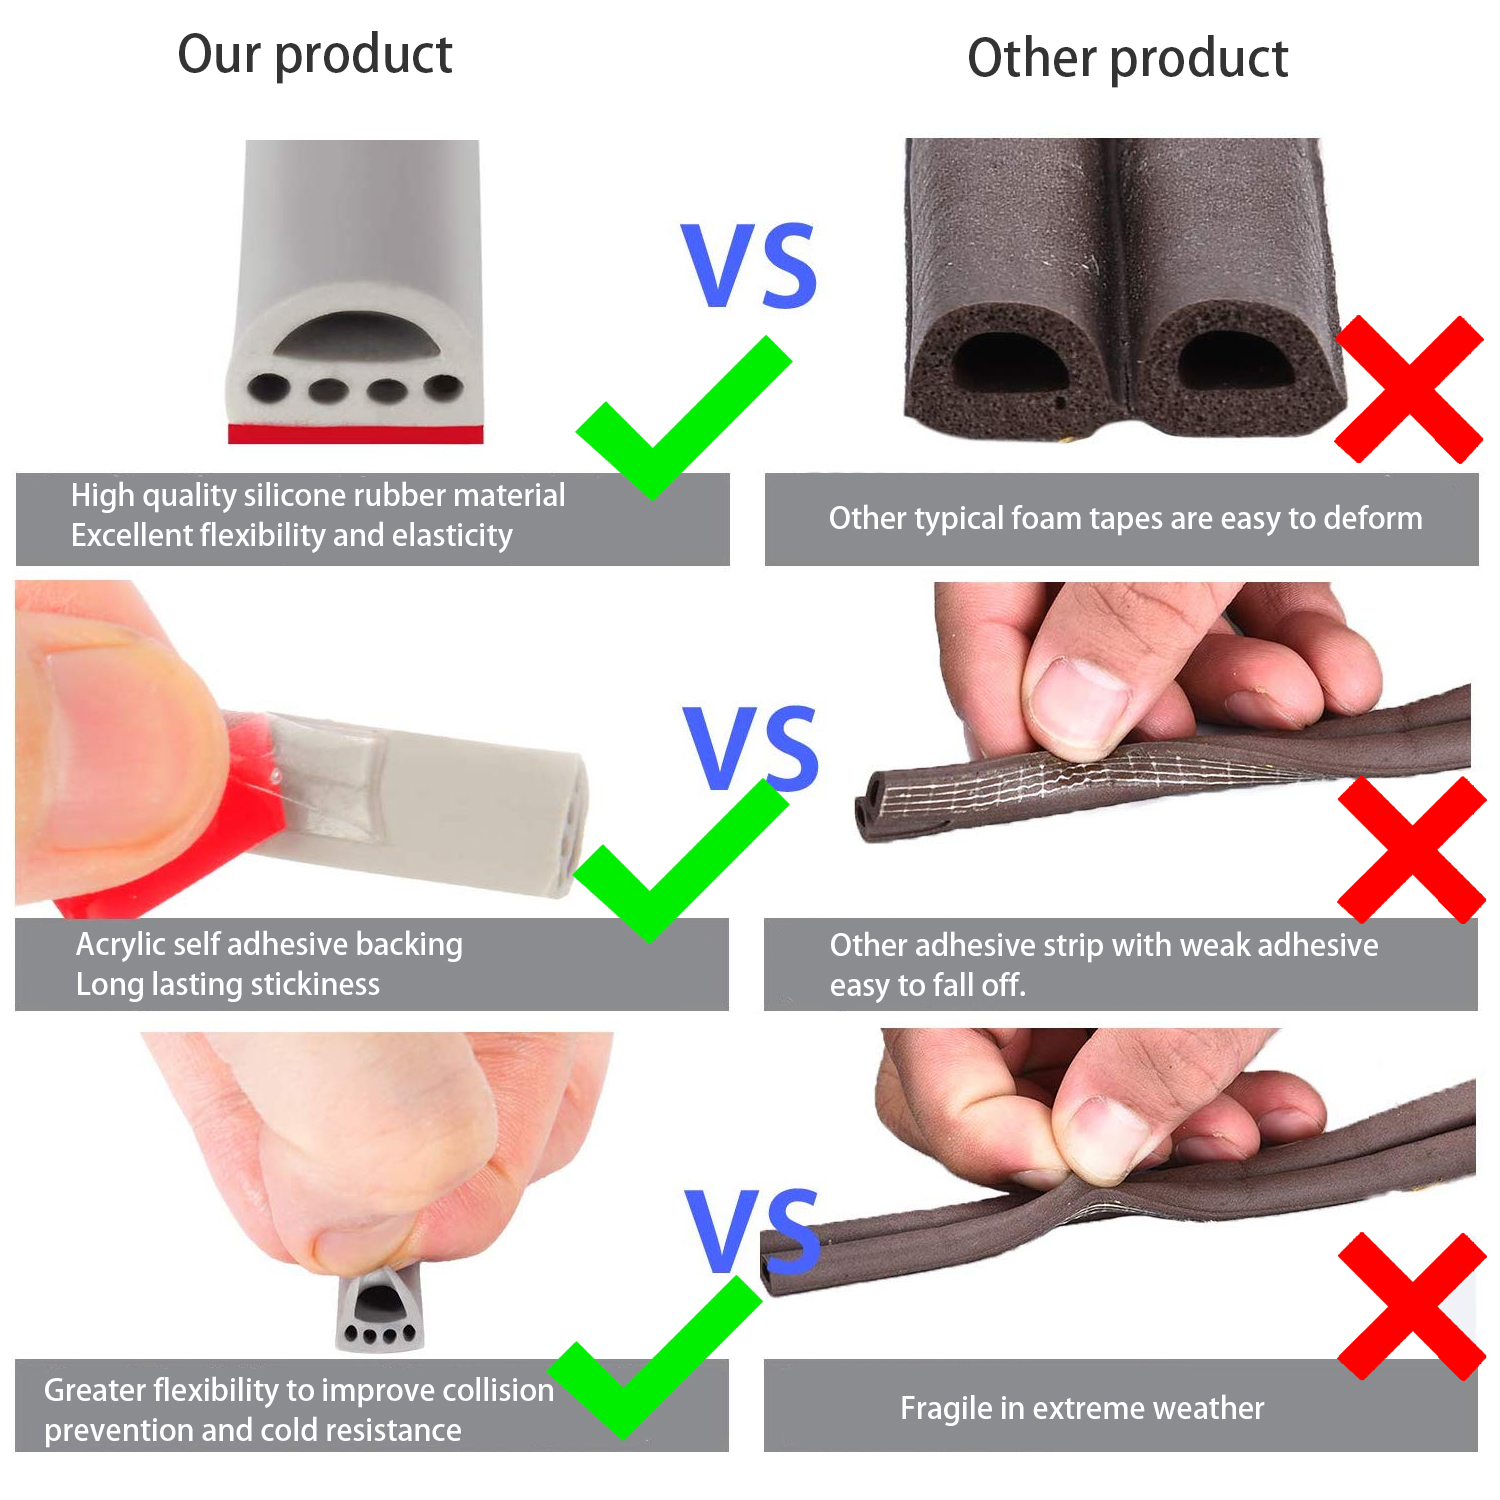 Our product
Other product
VS
High quality silicone rubber material
Excellent flexibility and elasticity
Other typical foam tapes are easy to deform
VS
Acrylic self adhesive backing
Long lasting stickiness
Other adhesive strip with weak adhesive
easy to fall off.
VS
Greater flexibility to improve collision
prevention and cold resistance
Fragile in extreme weather